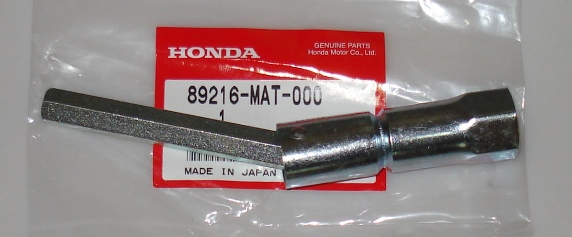 HONDA
GENUINE PARTS
Honda Motor Co., Ltd.
89216-MAT-000
1
MADE IN JAPAN